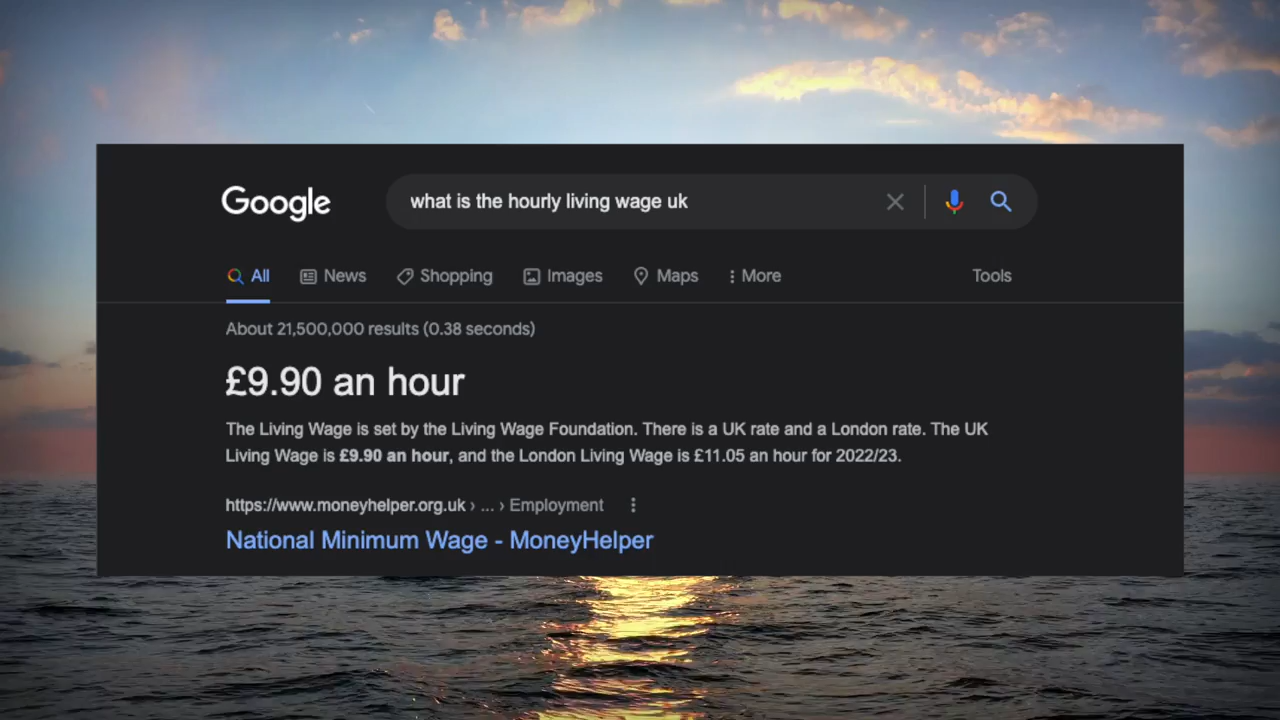 Google
what is the hourly living wage uk
All News Shopping Images Maps More Tools
About 21,500,000 results (0.38 seconds)
£9.90 an hour
The Living Wage is set by the Living Wage Foundation. There is a UK rate and a London rate. The UK
Living Wage is £9.90 an hour, and the London Living Wage is £11.05 an hour for 2022/23.
https://www.moneyhelper.org.uk › ... › Employment
National Minimum Wage - MoneyHelper